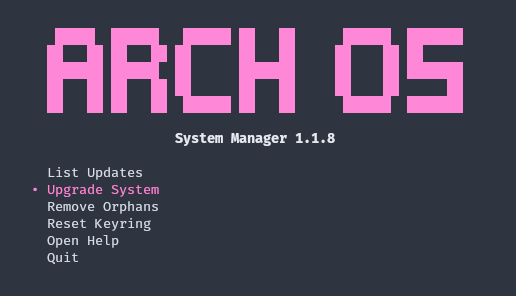 ARCH OS
System Manager 1.1.8
List Updates
• Upgrade System
Remove Orphans
Reset Keyring
Open Help
Quit